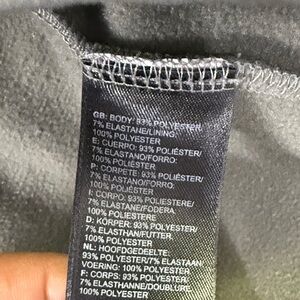 GB: BODY: 93% POLYESTER/
7% ELASTANE/LINING:
100% POLYESTER
E: CUERPO: 93% POLIÉSTER/
7% ELASTANO/FORRO:
100% POLIÉSTER
P: CORPETE: 93% POLIÉSTER/
7% ELASTANO/FORRO:
100% POLIÉSTER
I: CORPO: 93% POLIESTERE/
7% ELASTANE/FODERA
100% POLIESTERE
D: KÖRPER: 93% POLYESTER/
7% ELASTHAN/FUTTER:
100% POLYESTER
NL: HOOFDGEDEELTE:
93% POLYESTER/7% ELASTAAN
VOERING: 100% POLYESTER
F: CORPS: 93% POLYESTER/
7% ELASTHANNE/DOUBLURE:
100% POLYESTER